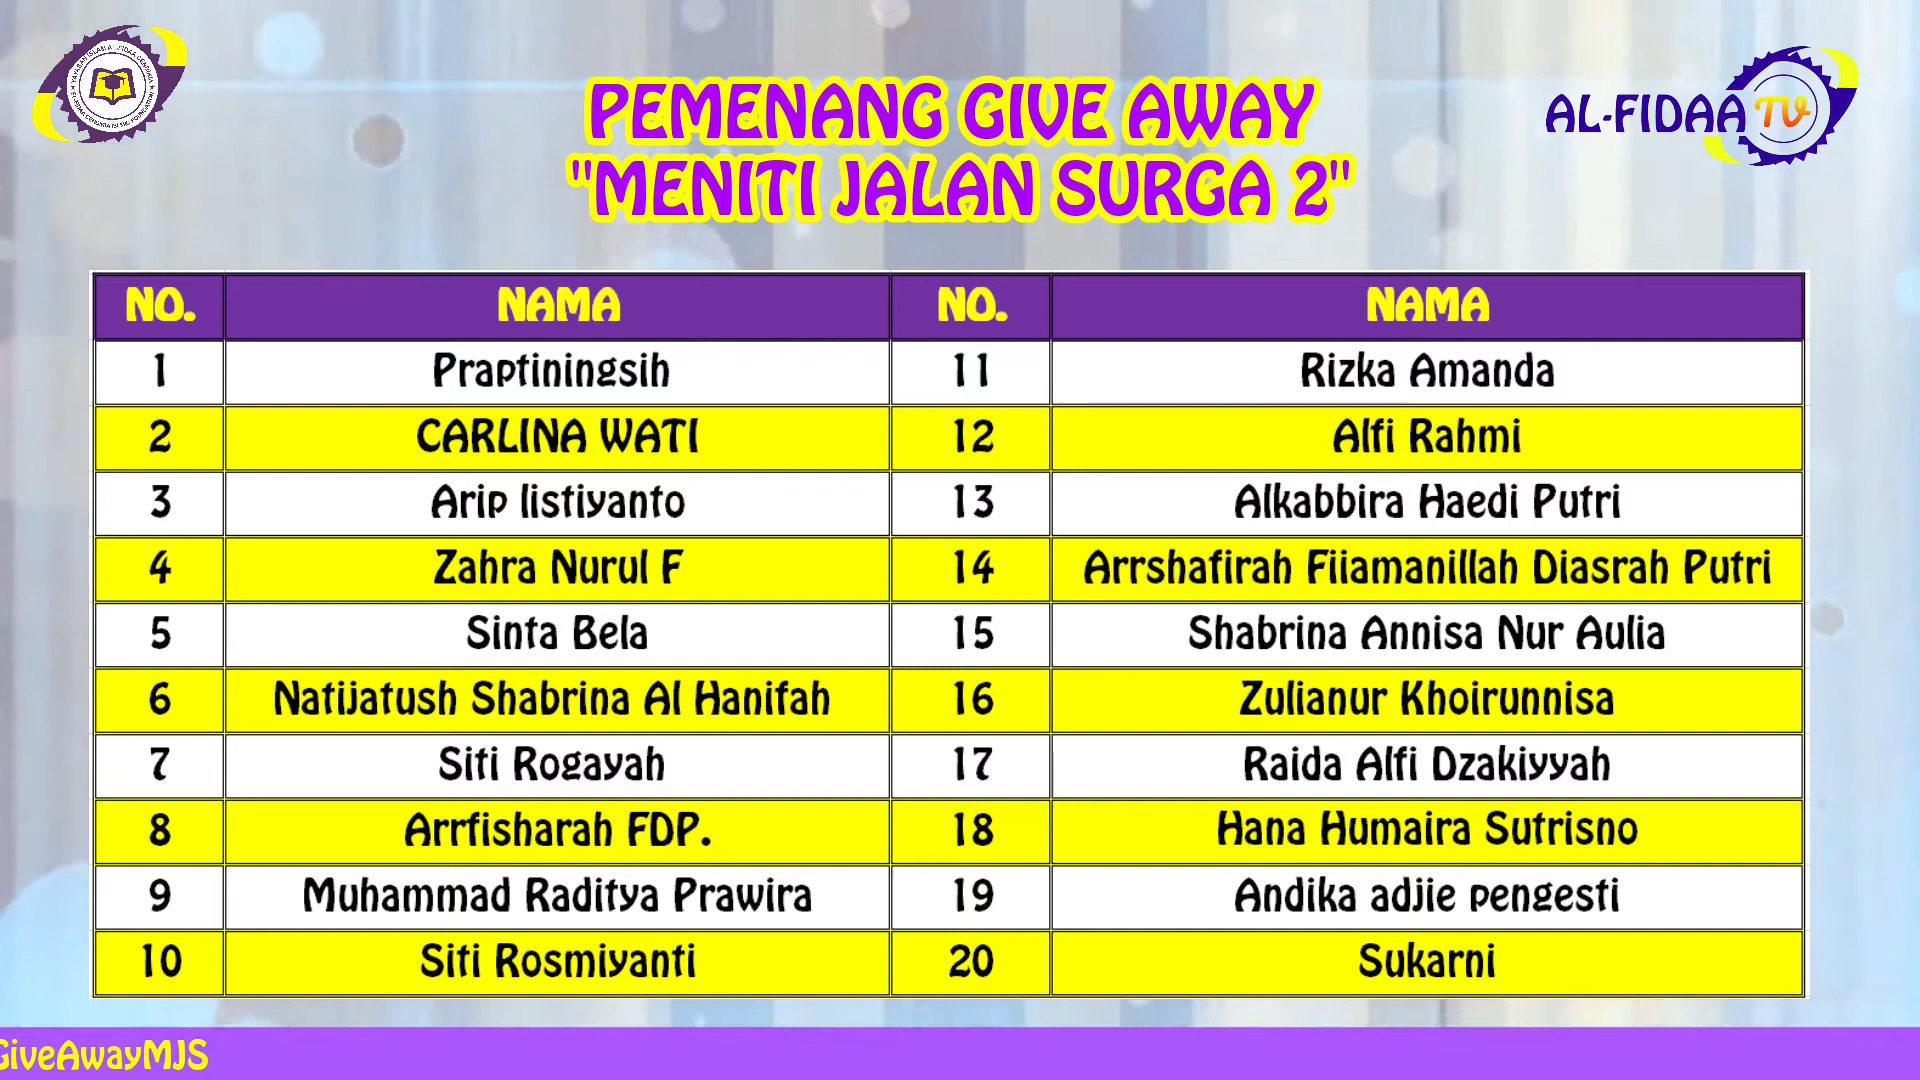 AL-FIDAA TV
PEMENANG GIVE AWAY
"MENITI JALAN SURGA 2"
NO. NAMA NO. NAMA
1 Praptiningsih 11 Rizka Amanda
2 CARLINA WATI 12 Alfi Rahmi
3 Arip listiyanto 13 Alkabbira Haedi Putri
4 Zahra Nurul F 14 Arrshafirah Fiiamanillah Diasrah Putri
5 Sinta Bela 15 Shabrina Annisa Nur Aulia
6 Natijatush Shabrina Al Hanifah 16 Zulianur Khoirunnisa
7 Siti Rogayah 17 Raida Alfi Dzakiyyah
8 Arrfisharah FDP. 18 Hana Humaira Sutrisno
9 Muhammad Raditya Prawira 19 Andika adjie pengesti
10 Siti Rosmiyanti 20 Sukarni
GiveAwayMJS